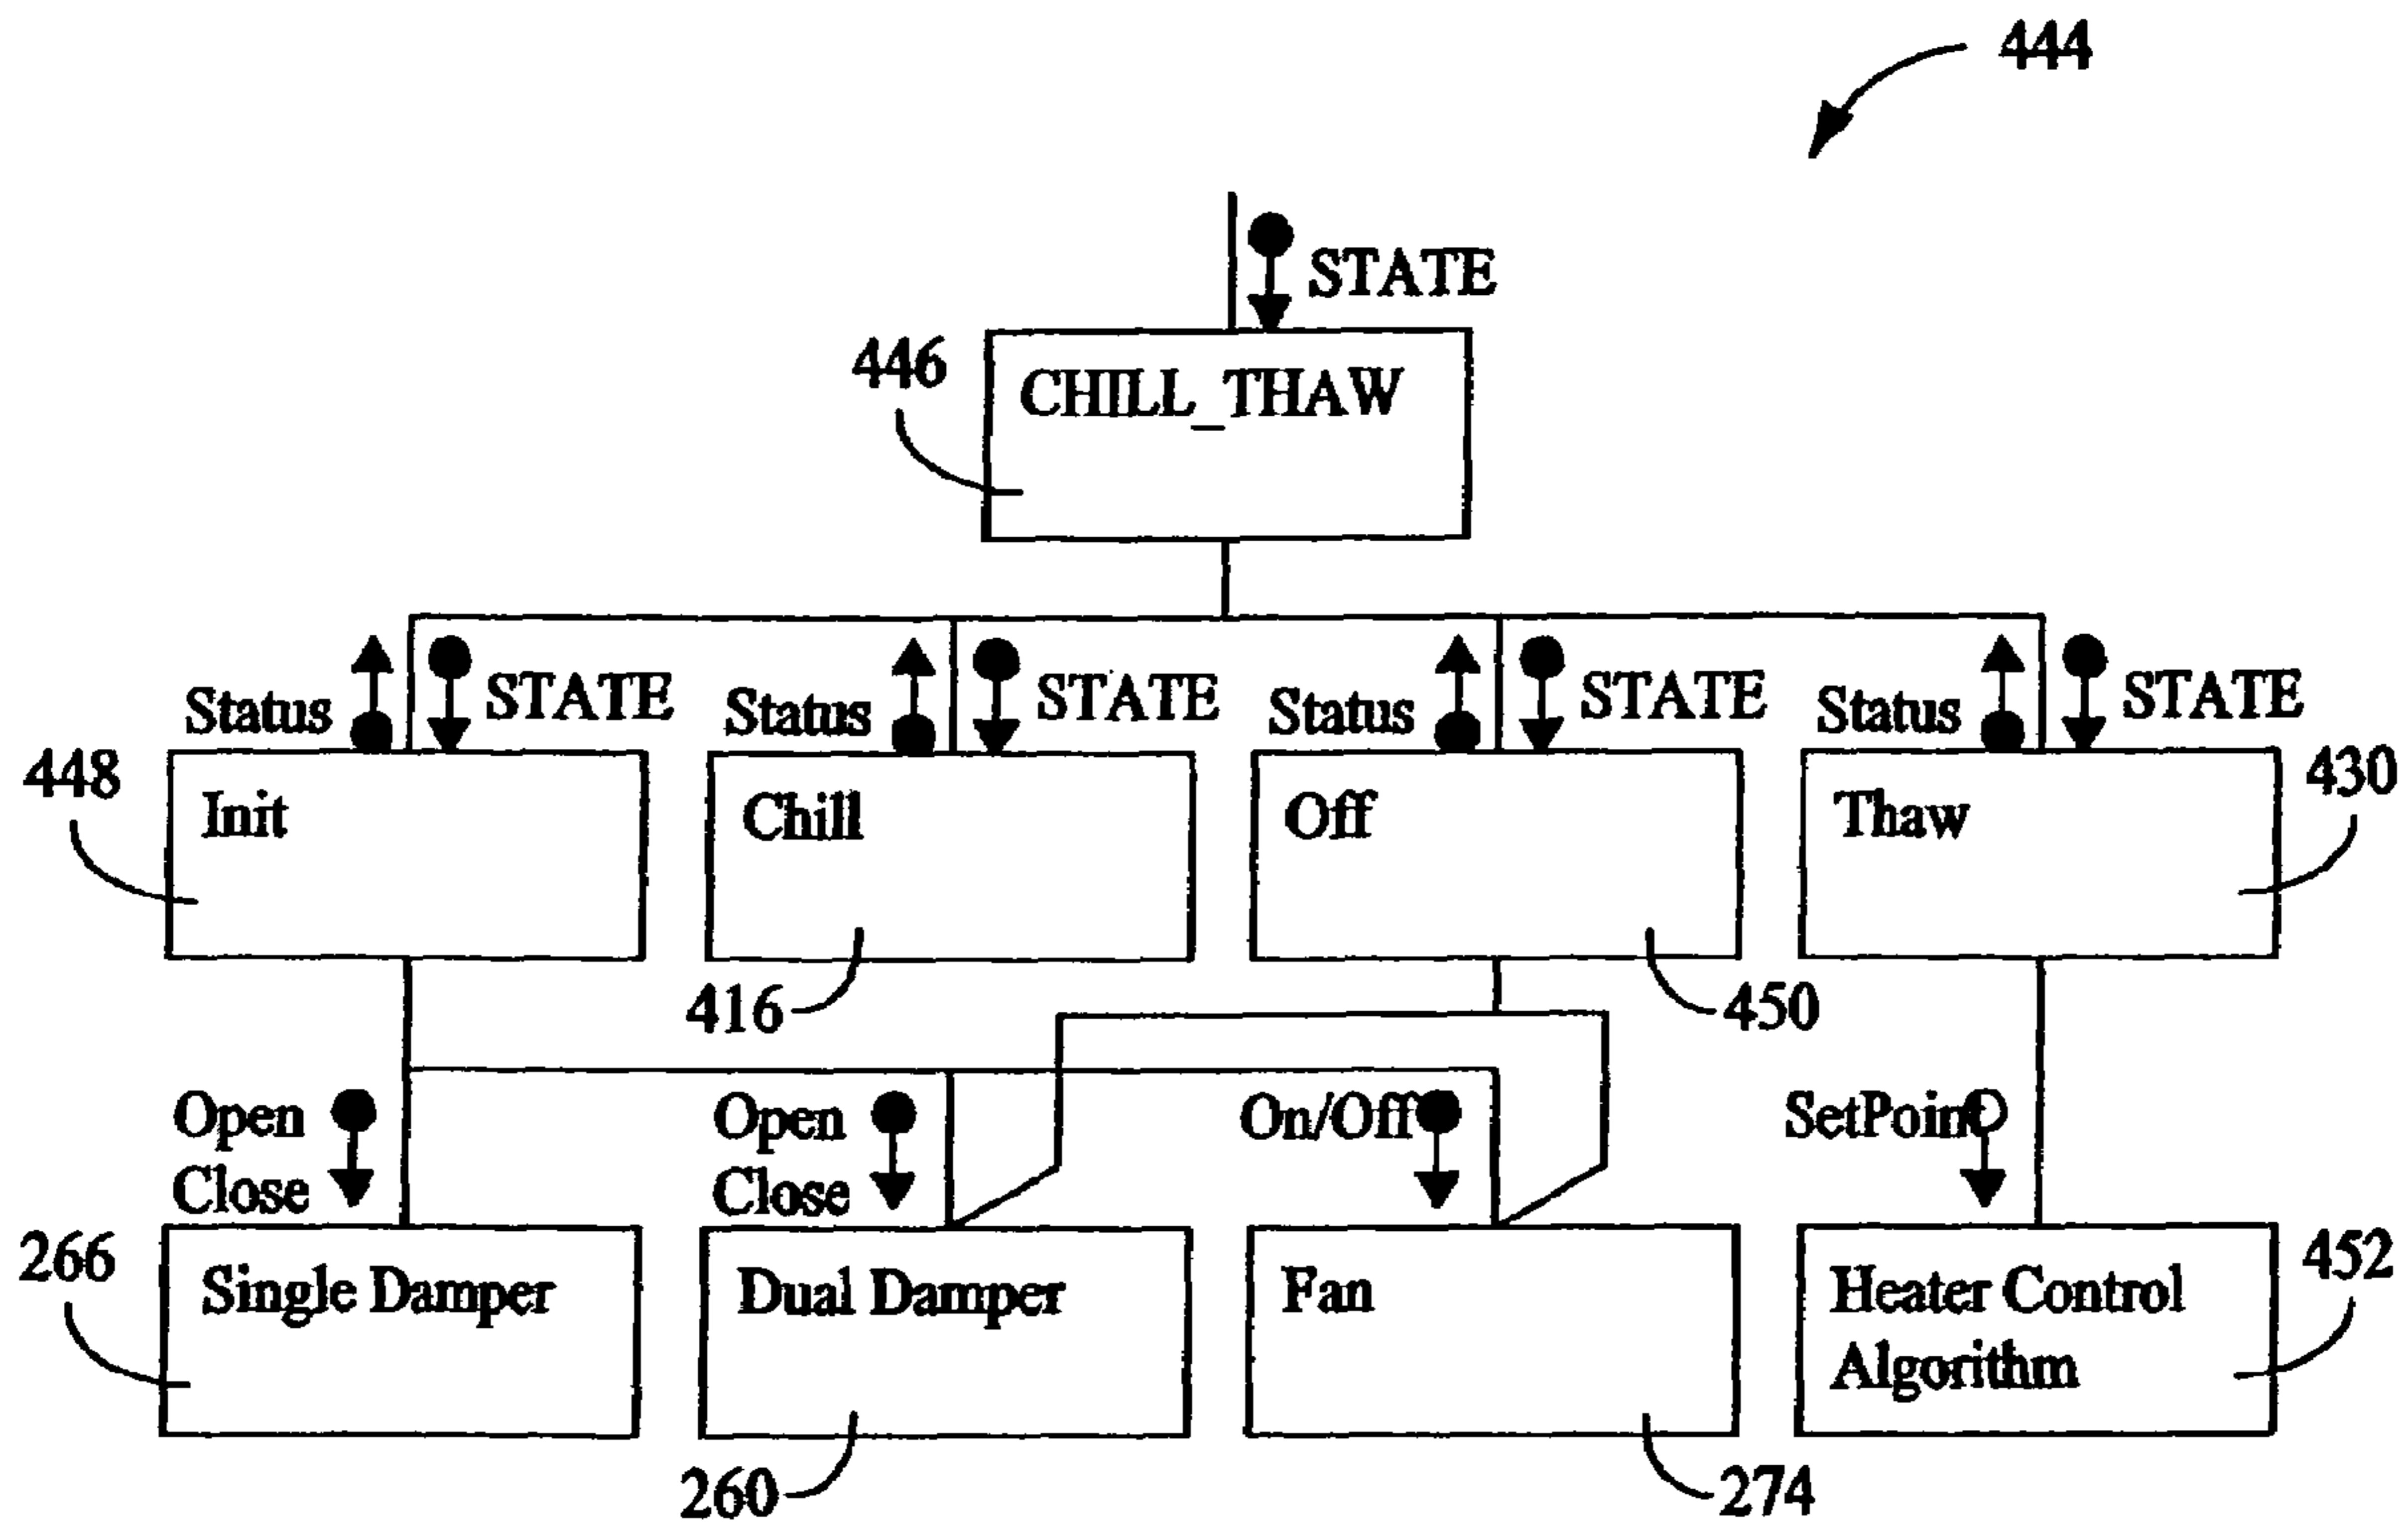 444
STATE
446
CHILL_THAW
Status
STATE
Status
STATE
Status
STATE
Status
STATE
448
Init
Chill
Off
Thaw
430
416
450
Open
Close
Open
Close
On/Off
SetPoint
266
Single Damper
Dual Damper
Fan
Heater Control
Algorithm
452
260
274